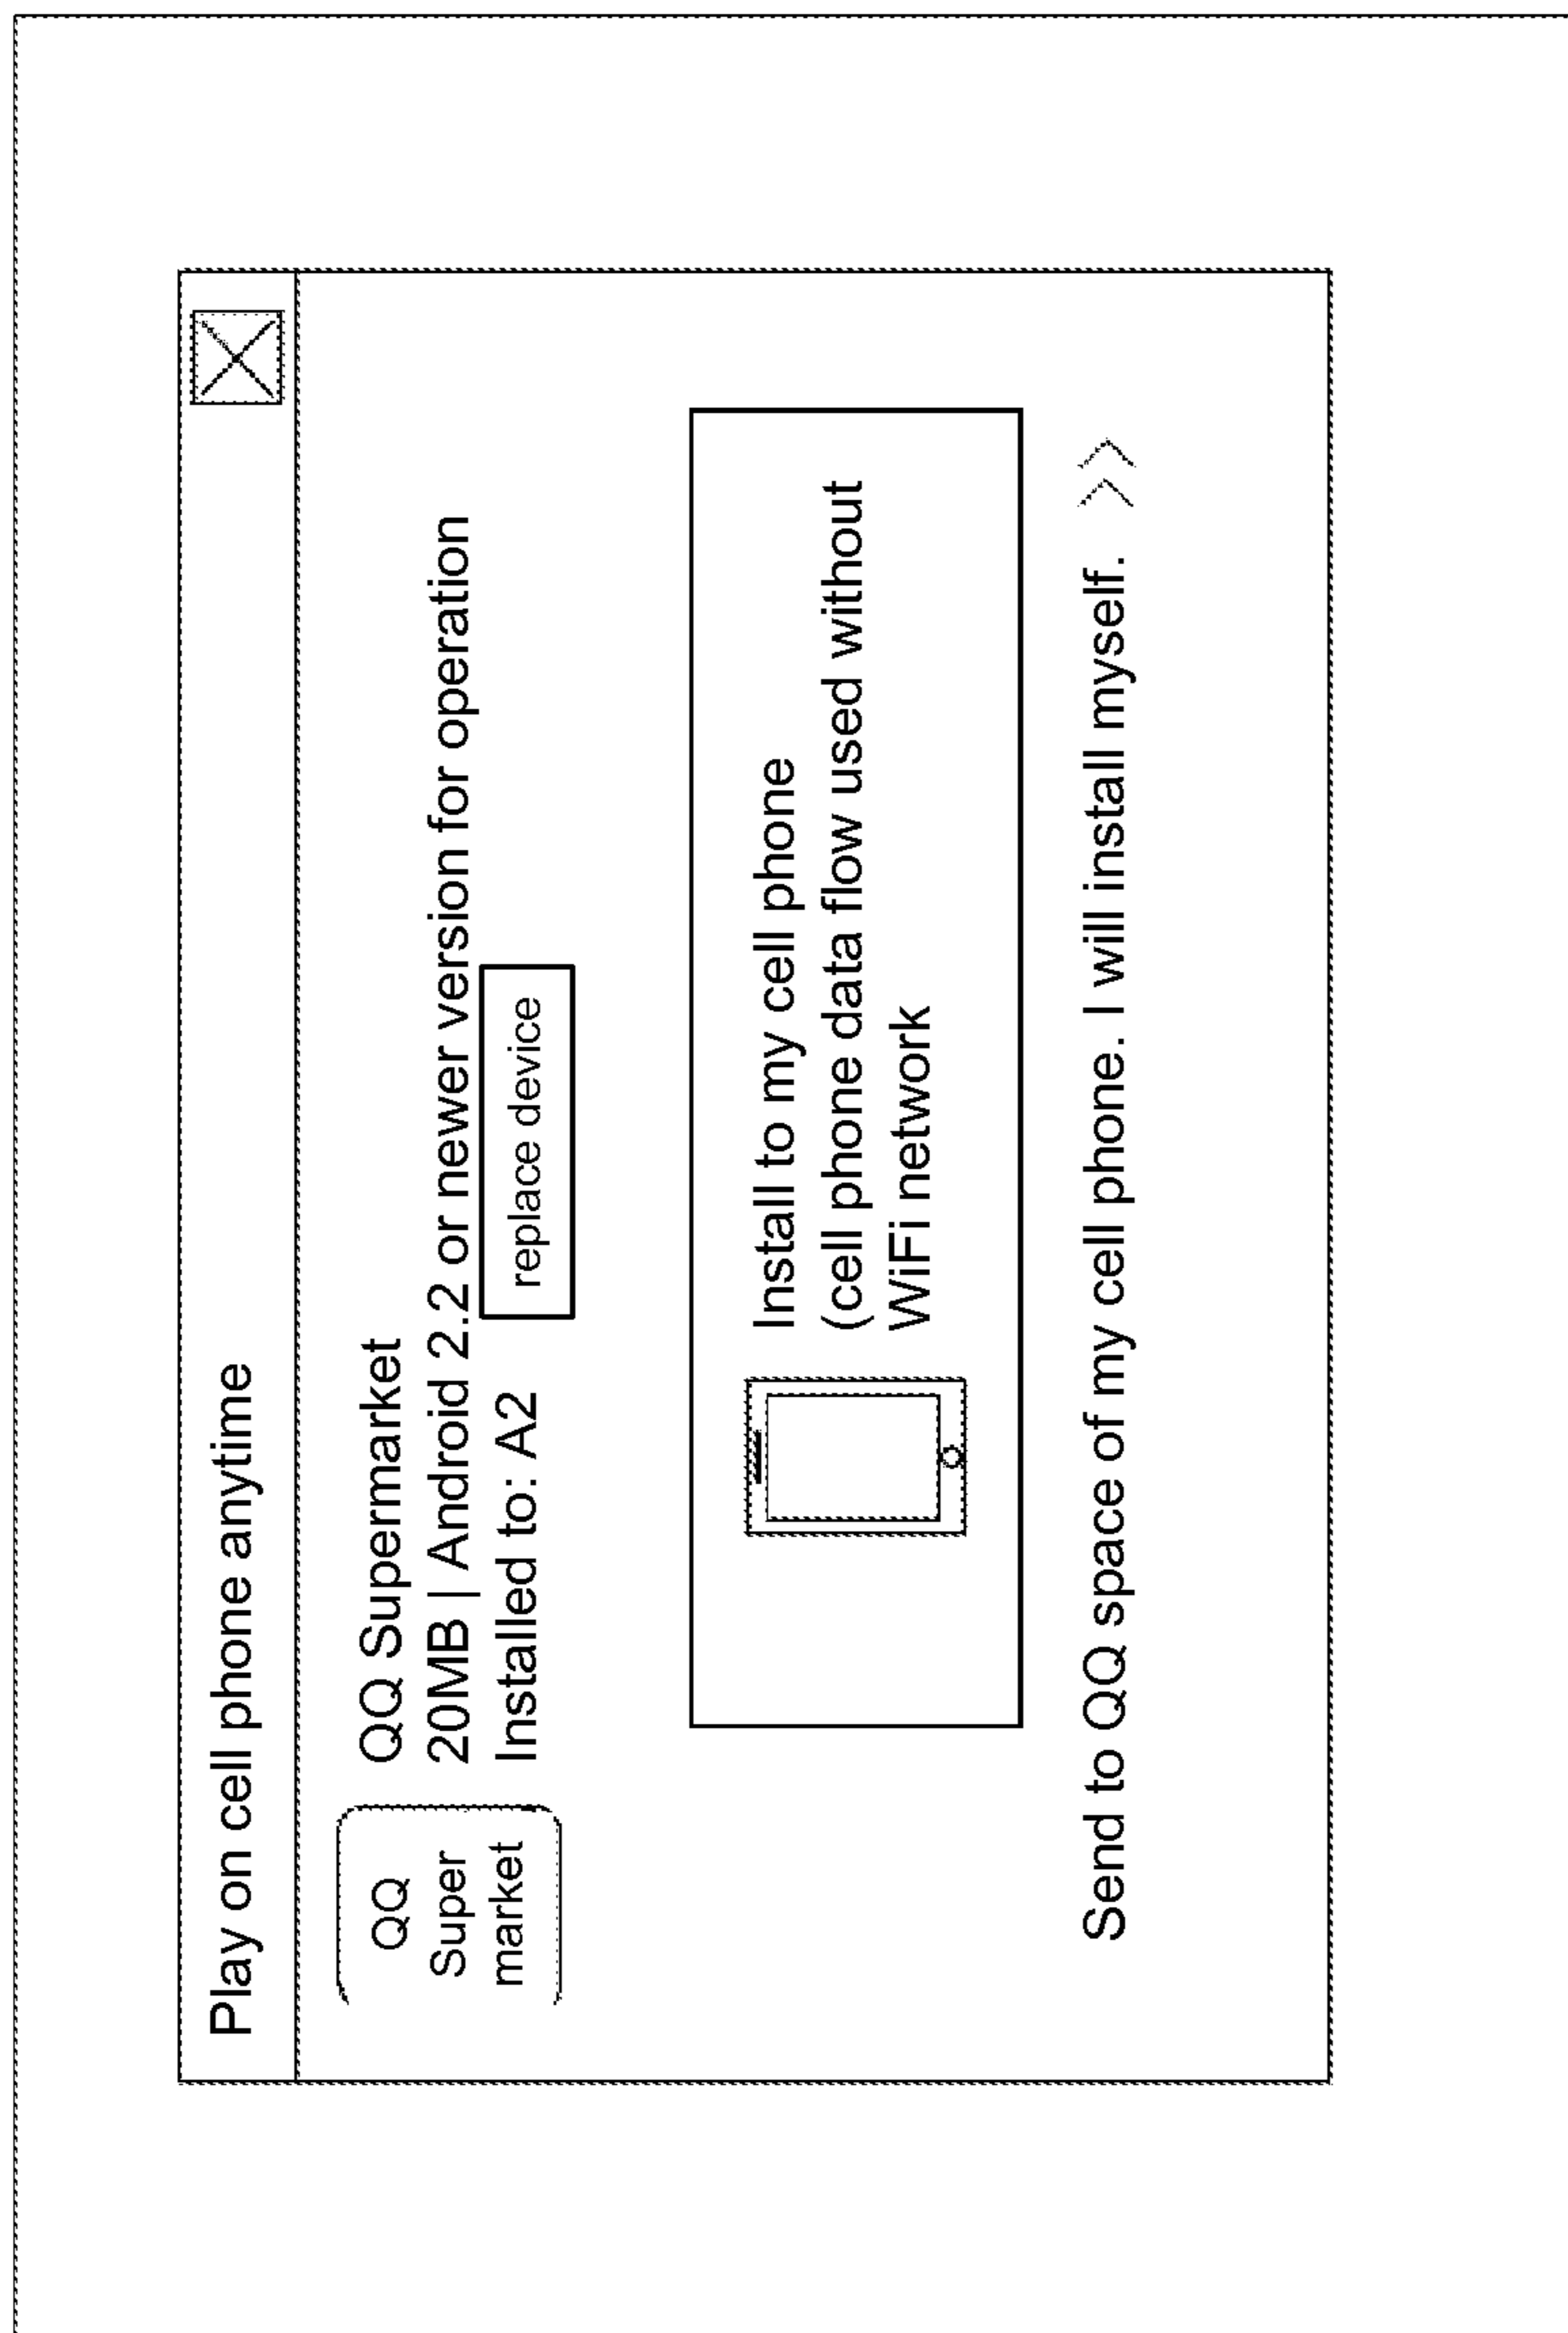 Play on cell phone anytime
QQ
Super
market
QQ Supermarket
20MB | Android 2.2 or newer version for operation
Installed to: A2
replace device
Install to my cell phone
(cell phone data flow used without
WiFi network
Send to QQ space of my cell phone. I will install myself. >>